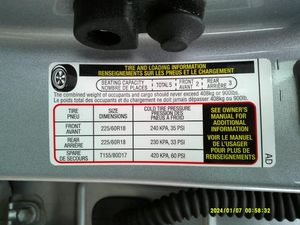 TIRE AND LOADING INFORMATION
RENSEIGNEMENTS SUR LES PNEUS ET LE CHARGEMENT
SEATING CAPACITY
NOMBRE DE PLACES
TOTAL 5
FRONT
AVANT 2
REAR
ARRIÈRE 3
The combined weight of occupants and cargo should never exceed 408kg or 900lbs.
Le poids total des occupants et du chargement ne doit jamais dépasser 408kg ou 900lbs.
TIRE
PNEU
SIZE
DIMENSIONS
COLD TIRE PRESSURE
PRESSION DES
PNEUS À FROID
FRONT
AVANT
225/60R18
240 KPA, 35 PSI
REAR
ARRIÈRE
225/60R18
230 KPA, 33 PSI
SPARE
DE SECOURS
T155/80D17
420 KPA, 60 PSI
SEE OWNER'S
MANUAL FOR
ADDITIONAL
INFORMATION
VOIR LE MANUEL
DE L'USAGER
POUR PLUS DE
RENSEIGNEMENTS
AD
2024/01/07 00:58:32